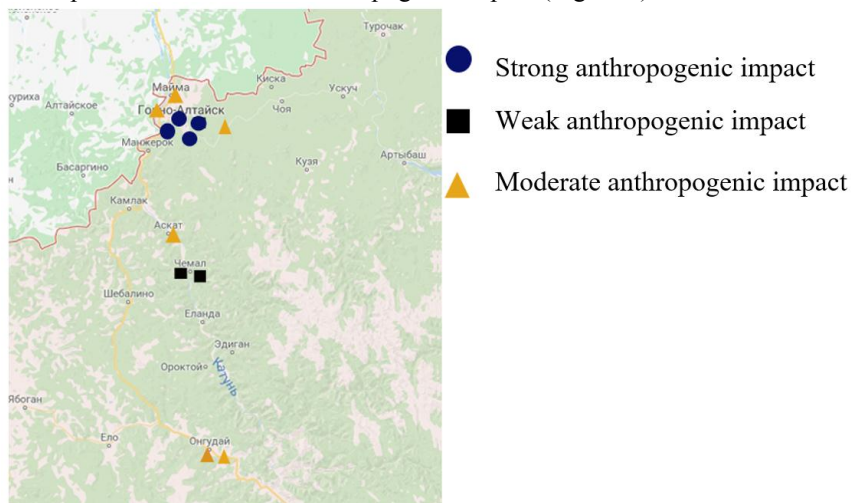 Турочак
Strong anthropogenic impact
Майма
Киска
Ускуч
Алтайское
Горно-Алтайск
Чоя
Weak anthropogenic impact
Манжерок
Артыбаш
Басаргино
Кузя
Moderate anthropogenic impact
Камлак
Аскат
Чемал
Шебалино
Еланда
Эдиган
Ороктой
Катунь
Ябоган
Ело
Онгудай